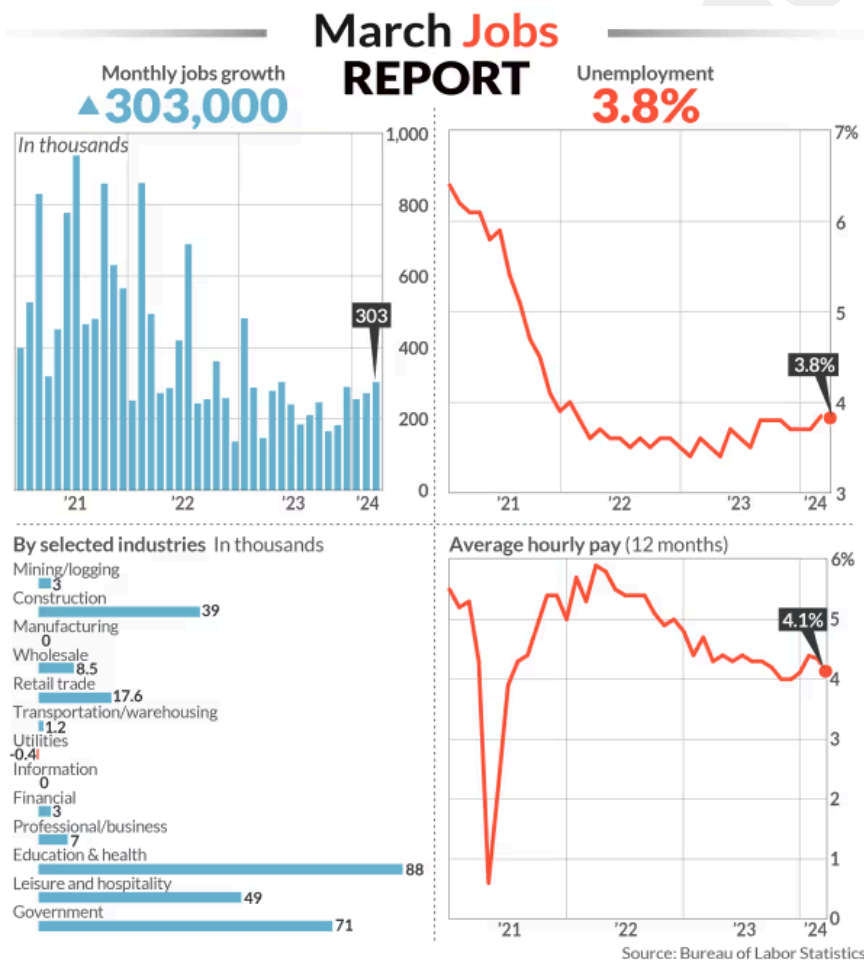 March Jobs
REPORT
Monthly jobs growth
▲303,000
In thousands
1,000
800
600
400
200
0
303
'21
'22
'23
'24
Unemployment
3.8%
7%
6
5
4
3
3.8%
'21
'22
'23
'24
By selected industries In thousands
Mining/logging
3
Construction
39
Manufacturing
0
Wholesale
8.5
Retail trade
17.6
Transportation/warehousing
1.2
Utilities
-0.4
Information
0
Financial
3
Professional/business
7
Education & health
88
Leisure and hospitality
49
Government
71
Average hourly pay (12 months)
6%
5
4
3
2
1
0
4.1%
'21
'22
'23
'24
Source: Bureau of Labor Statistics